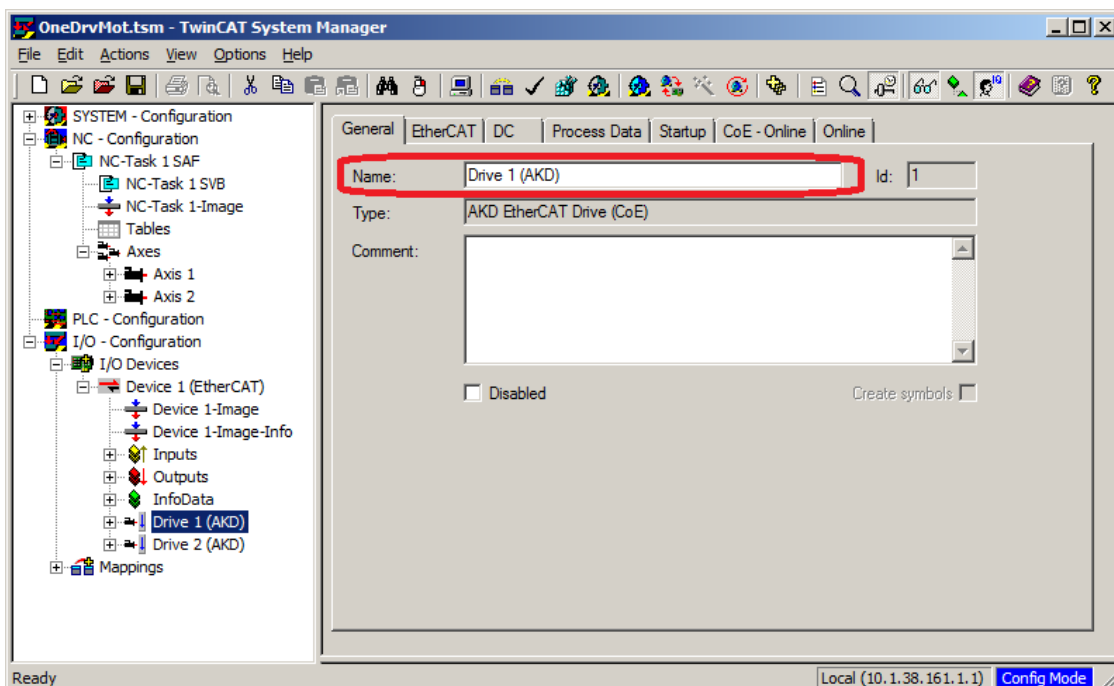 OneDrvMot.tsm - TwinCAT System Manager
File Edit Actions View Options Help
SYSTEM - Configuration
NC - Configuration
NC-Task 1 SAF
NC-Task 1 SVB
NC-Task 1-Image
Tables
Axes
Axis 1
Axis 2
PLC - Configuration
I/O - Configuration
I/O Devices
Device 1 (EtherCAT)
Device 1-Image
Device 1-Image-Info
Inputs
Outputs
InfoData
Drive 1 (AKD)
Drive 2 (AKD)
Mappings
General EtherCAT DC Process Data Startup CoE - Online Online
Name: Drive 1 (AKD) Id: 1
Type: AKD EtherCAT Drive (CoE)
Comment:
Disabled Create symbols
Ready Local (10.1.38.161.1.1) Config Mode